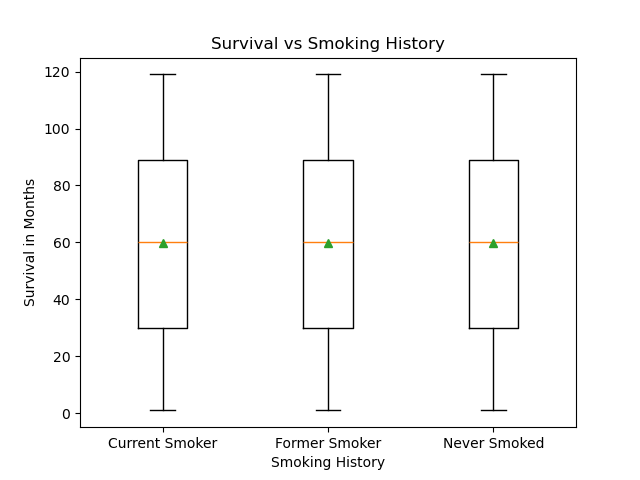 Survival vs Smoking History
120
100
80
60
40
20
0
Survival in Months
Current Smoker
Former Smoker
Never Smoked
Smoking History